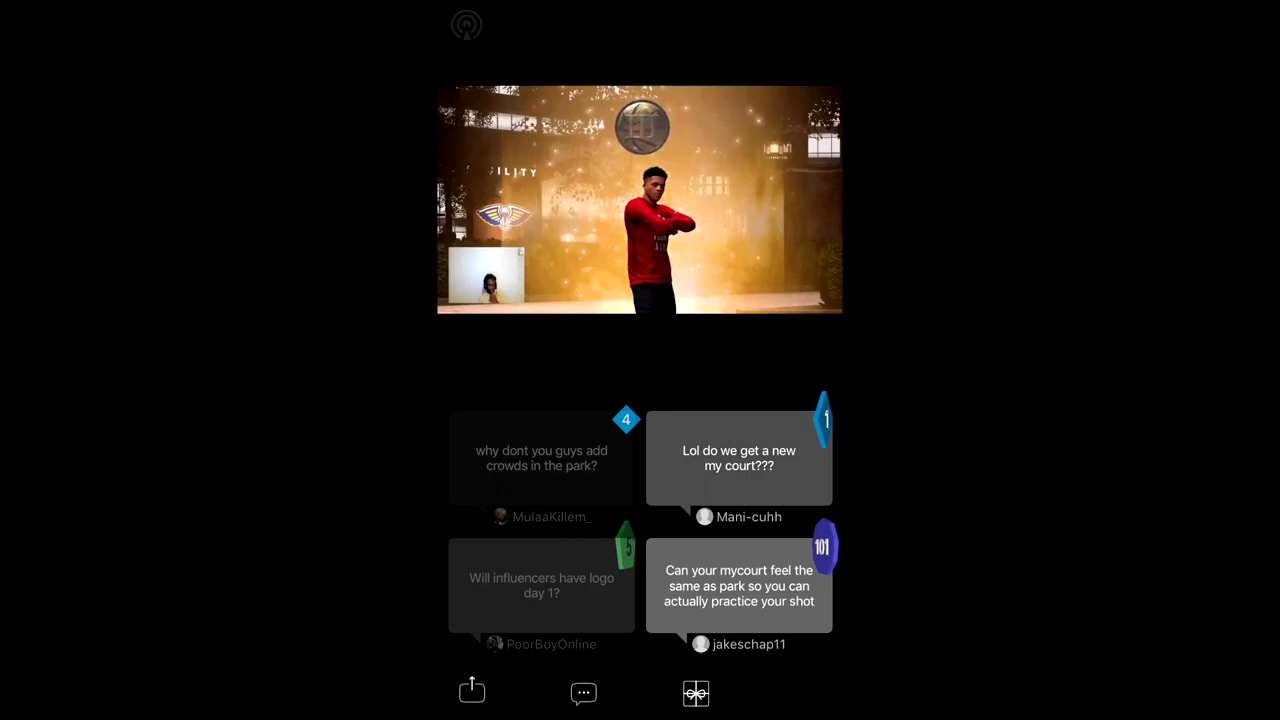 ILITY
4
why dont you guys add
crowds in the park?
MulaaKillem_
1
Lol do we get a new
my court???
Mani-cuhh
5
Will influencers have logo
day 1?
PoorBoyOnline
101
Can your mycourt feel the
same as park so you can
actually practice your shot
jakeschap11